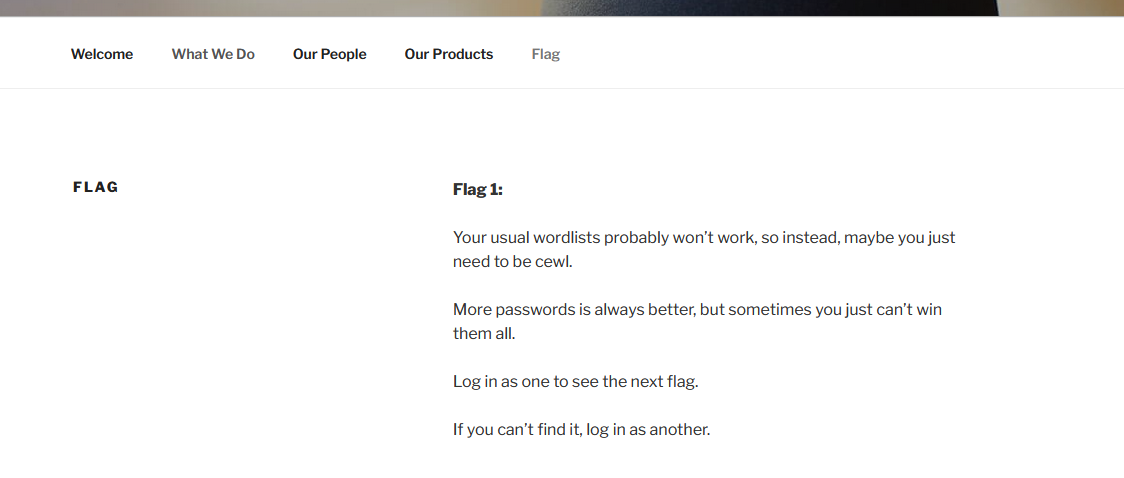 Welcome What We Do Our People Our Products Flag
FLAG
Flag 1:
Your usual wordlists probably won’t work, so instead, maybe you just
need to be cewl.
More passwords is always better, but sometimes you just can’t win
them all.
Log in as one to see the next flag.
If you can’t find it, log in as another.